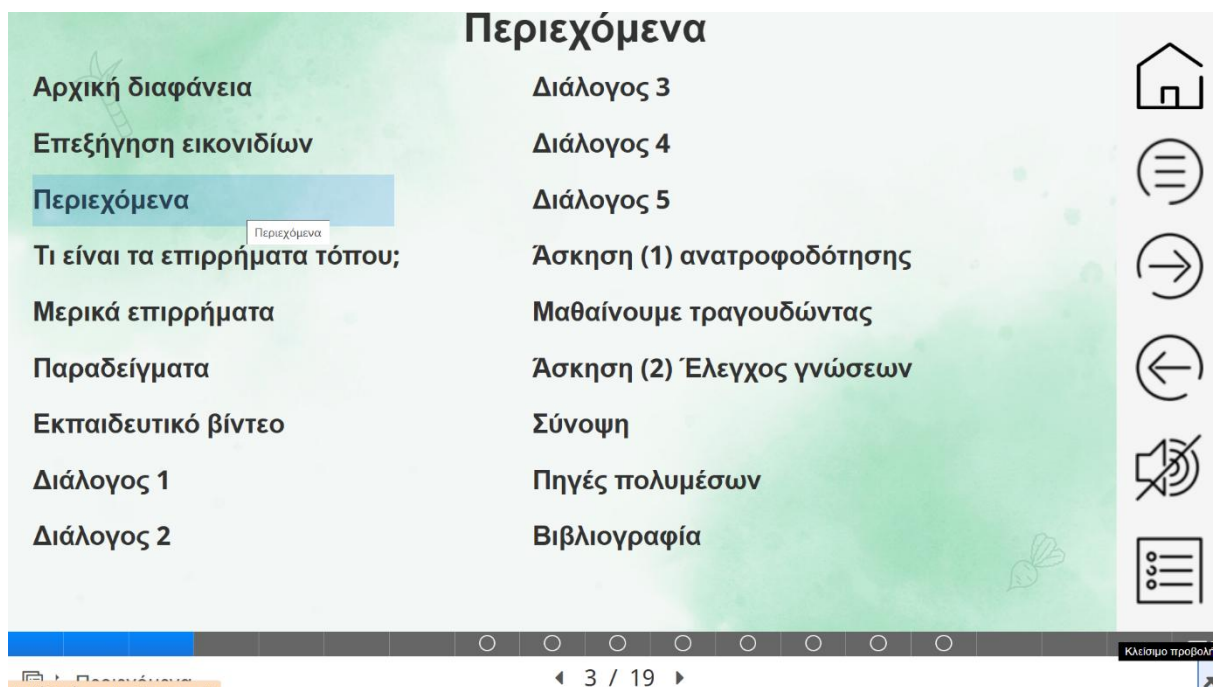 Περιεχόμενα
Αρχική διαφάνεια
Επεξήγηση εικονιδίων
Περιεχόμενα
Περιεχόμενα
Τι είναι τα επιρρήματα τόπου;
Μερικά επιρρήματα
Παραδείγματα
Εκπαιδευτικό βίντεο
Διάλογος 1
Διάλογος 2
Διάλογος 3
Διάλογος 4
Διάλογος 5
Άσκηση (1) ανατροφοδότησης
Μαθαίνουμε τραγουδώντας
Άσκηση (2) Έλεγχος γνώσεων
Σύνοψη
Πηγές πολυμέσων
Βιβλιογραφία
Κλείσιμο προβολή
3 / 19